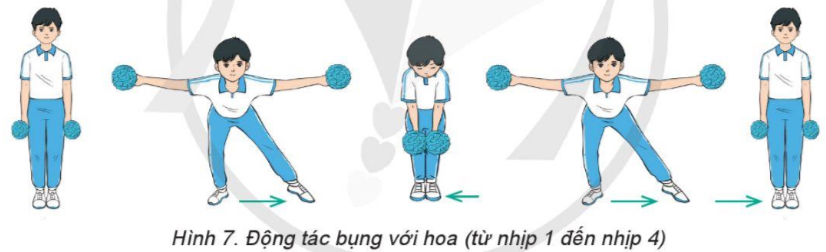 Hình 7. Động tác bụng với hoa (từ nhịp 1 đến nhịp 4)